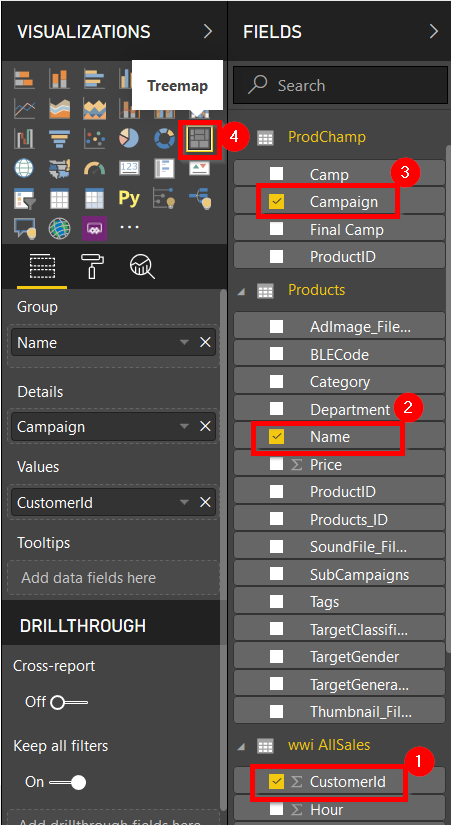 VISUALIZATIONS
Treemap
4
123
Py
Group
Name
Details
Campaign
Values
CustomerId
Tooltips
Add data fields here
DRILLTHROUGH
Cross-report
Off
Keep all filters
On
Add drillthrough fields here
FIELDS
Search
ProdChamp
Camp
3
Campaign
Final Camp
ProductID
Products
AdImage_File...
BLECode
Category
Department
2
Name
Σ Price
ProductID
Products_ID
SoundFile_Fil...
SubCampaigns
Tags
TargetClassifi...
TargetGender
TargetGenera...
Thumbnail_Fil...
wwi AllSales
1
Σ CustomerId
Σ Hour